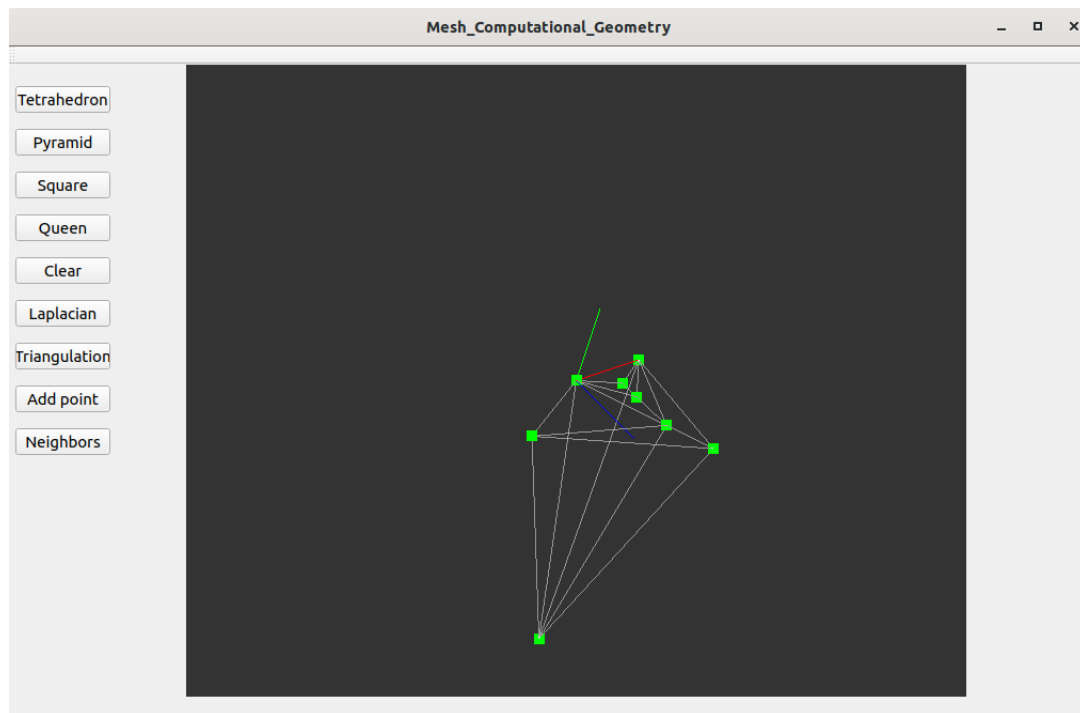 Mesh_Computational_Geometry
Tetrahedron
Pyramid
Square
Queen
Clear
Laplacian
Triangulation
Add point
Neighbors